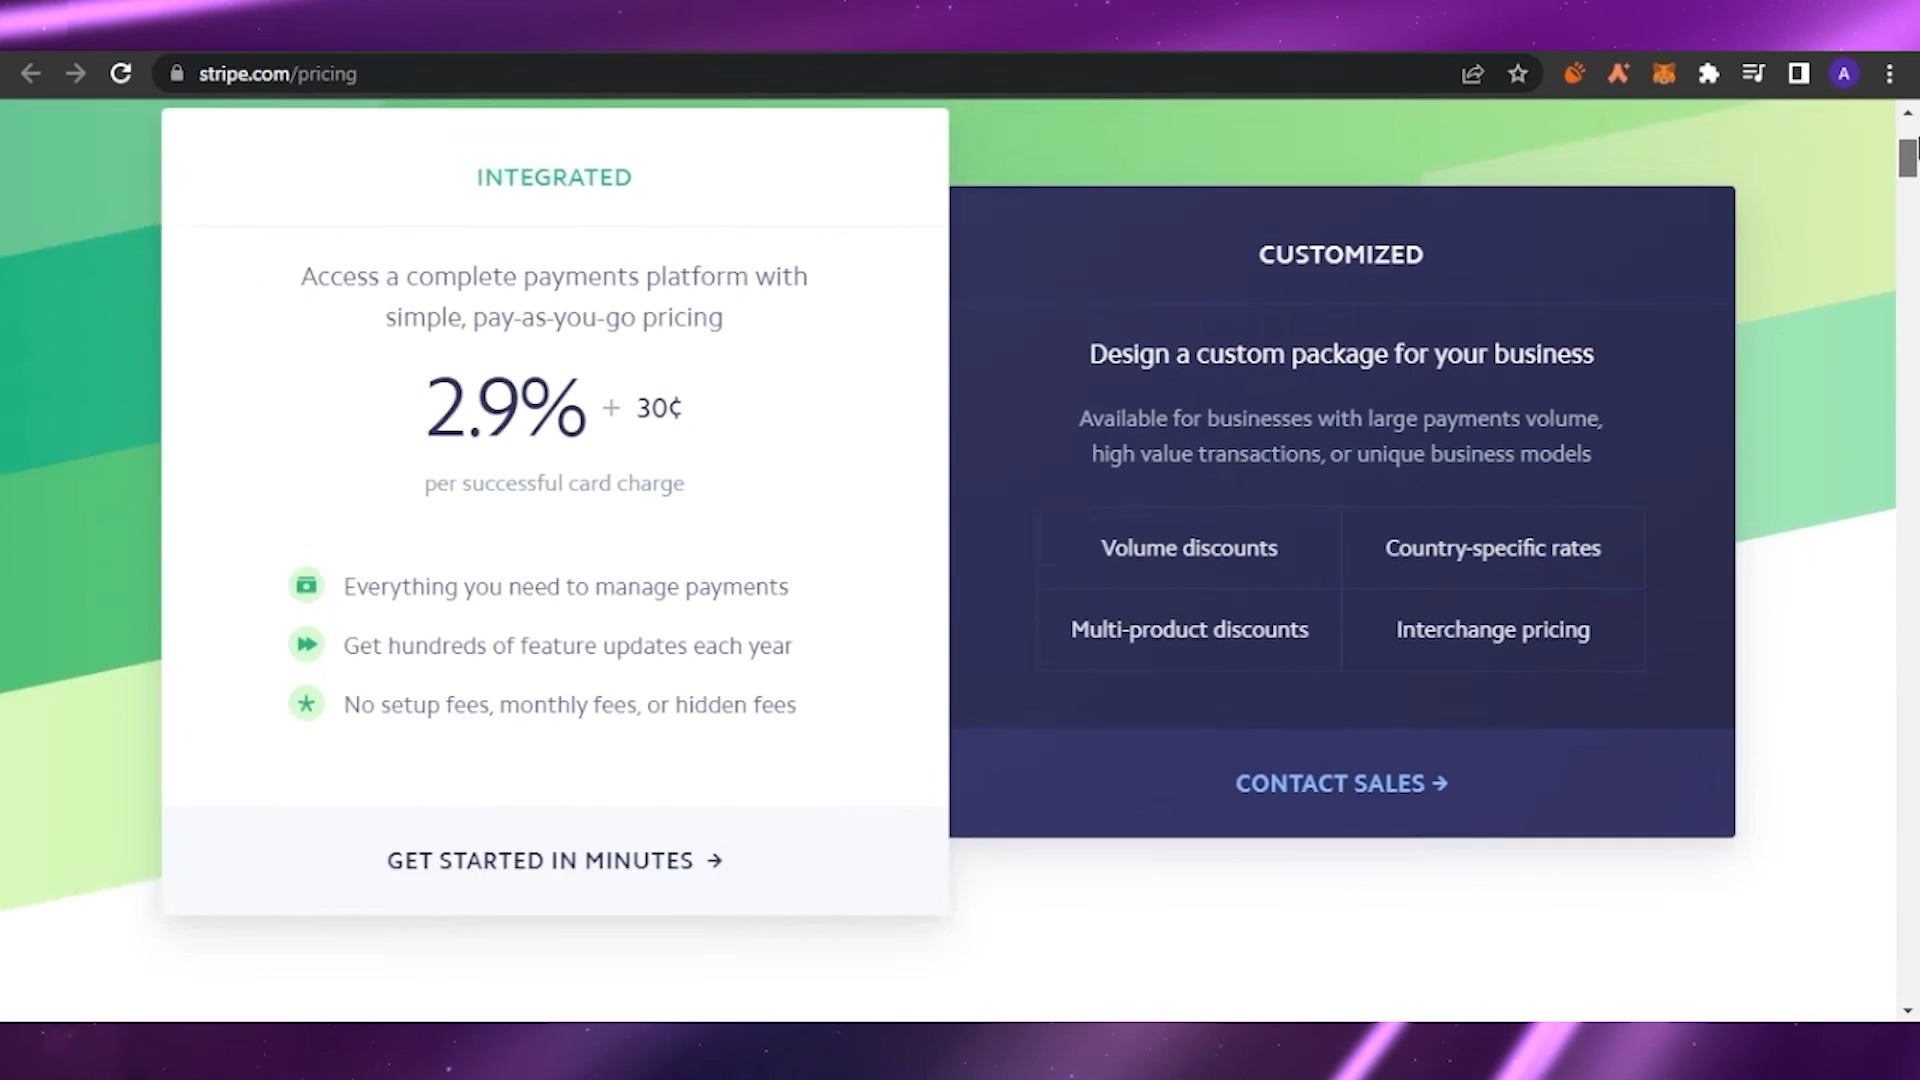 stripe.com/pricing
A
INTEGRATED
Access a complete payments platform with
simple, pay-as-you-go pricing
2.9% + 30¢
per successful card charge
Everything you need to manage payments
Get hundreds of feature updates each year
No setup fees, monthly fees, or hidden fees
GET STARTED IN MINUTES →
CUSTOMIZED
Design a custom package for your business
Available for businesses with large payments volume,
high value transactions, or unique business models
Volume discounts
Country-specific rates
Multi-product discounts
Interchange pricing
CONTACT SALES →